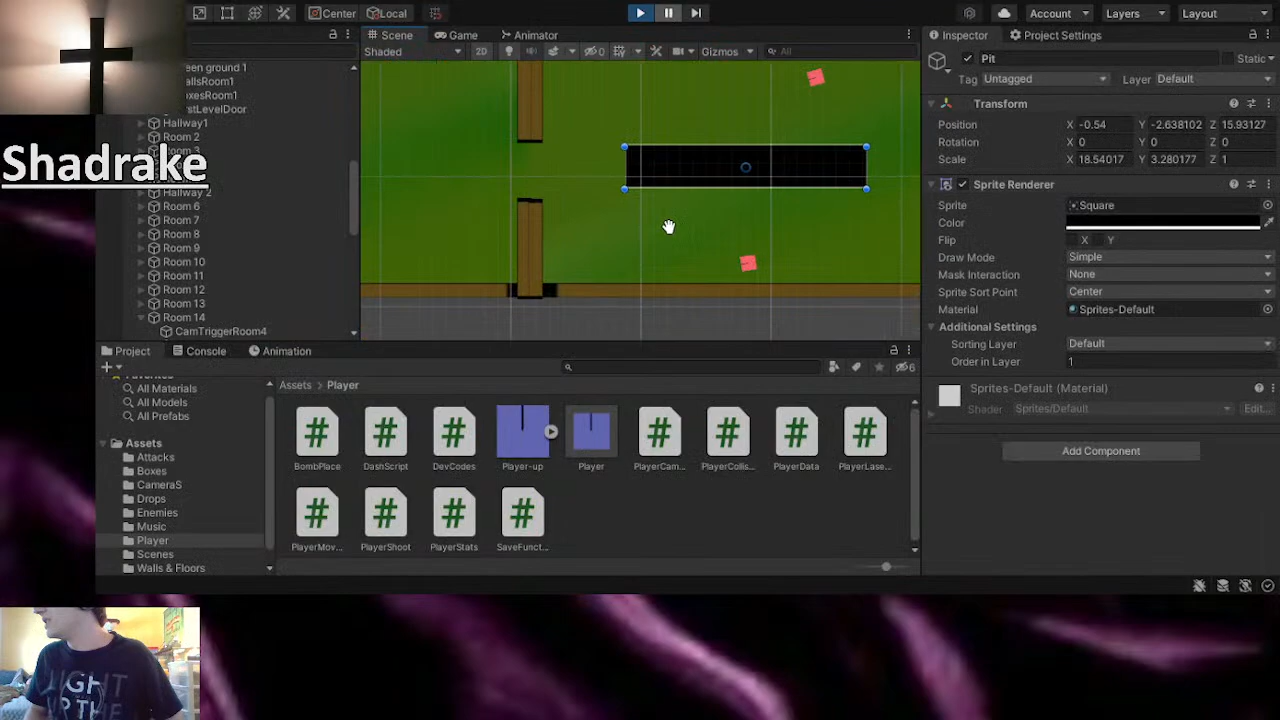 Center
Local
Account
Layers
Layout
Scene
Game
Animator
Inspector
Project Settings
Shaded
2D
0
Gizmos
All
Pit
Static
Tag Untagged
Layer Default
Transform
Position X -0.54 Y -2.638102 Z 15.93127
Rotation X 0 Y 0 Z 0
Scale X 18.54017 Y 3.280177 Z 1
Sprite Renderer
Sprite Square
Color
Flip X Y
Draw Mode Simple
Mask Interaction None
Sprite Sort Point Center
Material Sprites-Default
Additional Settings
Sorting Layer Default
Order in Layer 1
Sprites-Default (Material)
Shader Sprites/Default Edit...
Add Component
een ground 1
allsRoom1
oxesRoom1
rstLevelDoor
Hallway1
Room 2
Room 3
Hallway 2
Room 6
Room 7
Room 8
Room 9
Room 10
Room 11
Room 12
Room 13
Room 14
CamTriggerRoom4
Shadrake
Project
Console
Animation
6
All Materials
All Models
All Prefabs
Assets
Attacks
Boxes
CameraS
Drops
Enemies
Music
Player
Scenes
Walls & Floors
Assets > Player
BombPlace
DashScript
DevCodes
Player-up
Player
PlayerCam...
PlayerCollis...
PlayerData
PlayerLase...
PlayerMov...
PlayerShoot
PlayerStats
SaveFunct...